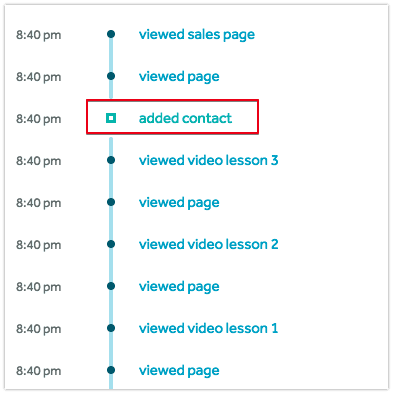 8:40 pm viewed sales page
8:40 pm viewed page
8:40 pm added contact
8:40 pm viewed video lesson 3
8:40 pm viewed page
8:40 pm viewed video lesson 2
8:40 pm viewed page
8:40 pm viewed video lesson 1
8:40 pm viewed page